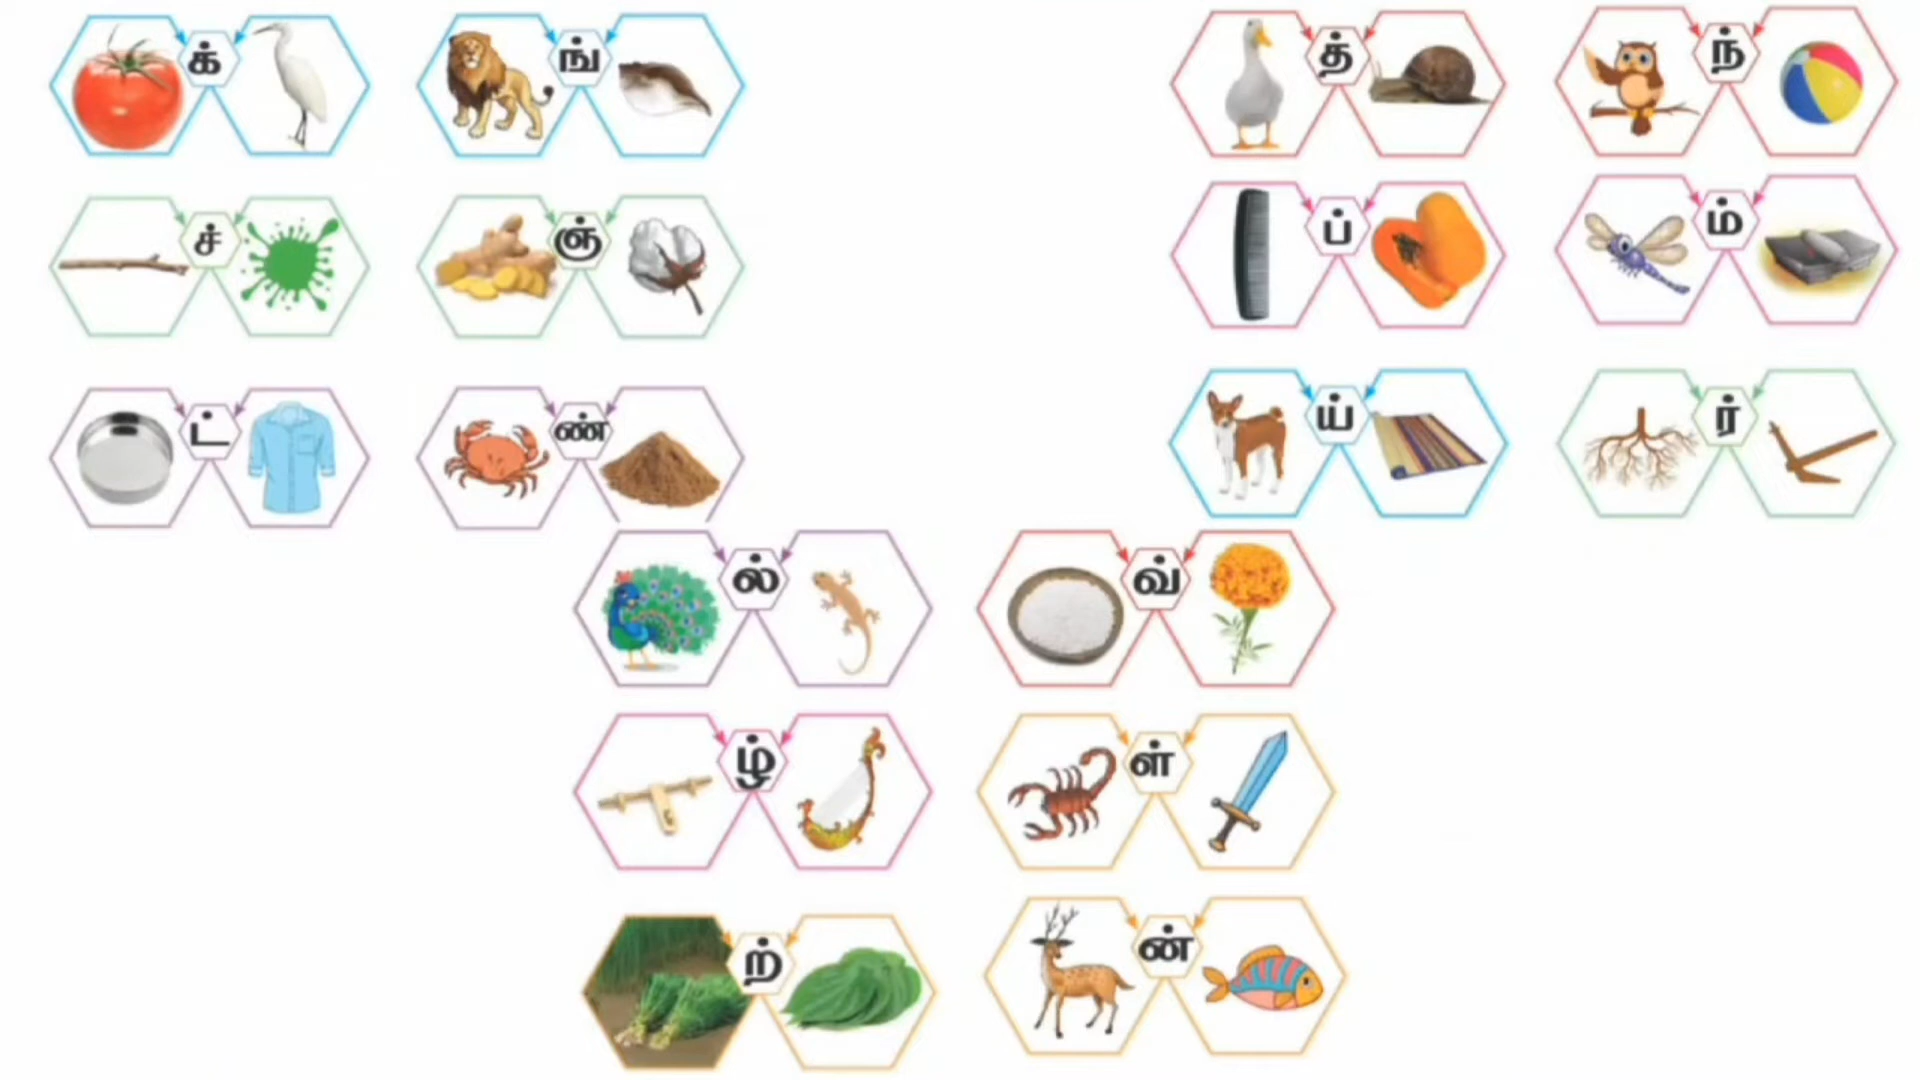 க்
ங்
த்
ந்
ச்
ஞ்
ப்
ம்
ட்
ண்
ய்
ர்
ல்
வ்
ழ்
ள்
ற்
ன்